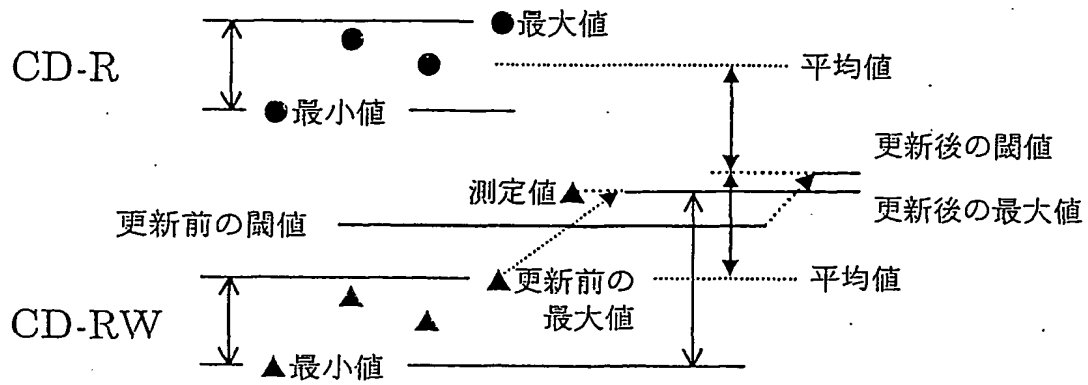 最大値
CD-R
平均値
最小値
更新後の閾値
測定値
更新後の最大値
更新前の閾値
更新前の
最大値
平均値
CD-RW
最小値